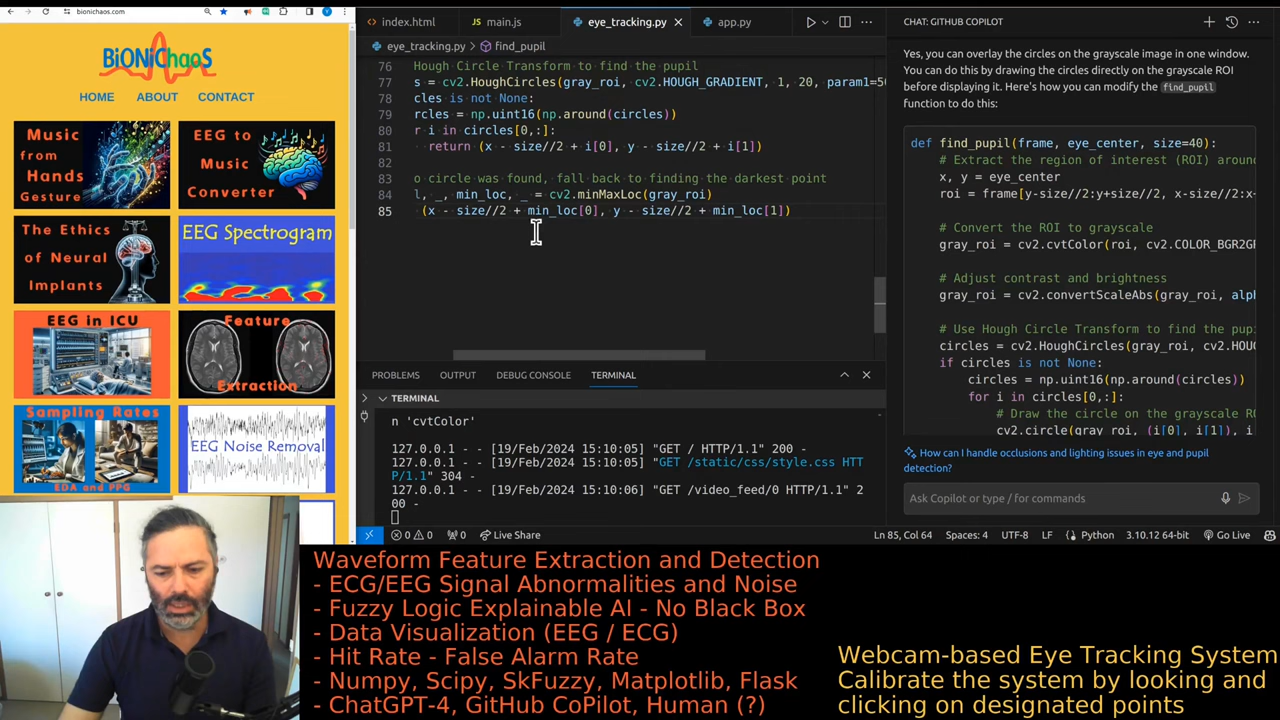 bionichaos.com
BiONiChaoS
HOME ABOUT CONTACT
Music
from
Hands
Gesture
EEG to
Music
Converter
The Ethics
of Neural
Implants
EEG Spectrogram
EEG in ICU
Feature
Extraction
Sampling Rates
EDA and PPG
EEG Noise Removal
index.html
main.js
eye_tracking.py
app.py
eye_tracking.py > find_pupil
76 Hough Circle Transform to find the pupil
77 s = cv2.HoughCircles(gray_roi, cv2.HOUGH_GRADIENT, 1, 20, param1=50
78 cles is not None:
79 rcles = np.uint16(np.around(circles))
80 r i in circles[0,:]:
81 return (x - size//2 + i[0], y - size//2 + i[1])
82
83 o circle was found, fall back to finding the darkest point
84 l, _, min_loc, _ = cv2.minMaxLoc(gray_roi)
85 (x - size//2 + min_loc[0], y - size//2 + min_loc[1])
PROBLEMS OUTPUT DEBUG CONSOLE TERMINAL
TERMINAL
n 'cvtColor'
127.0.0.1 - - [19/Feb/2024 15:10:05] "GET / HTTP/1.1" 200 -
127.0.0.1 - - [19/Feb/2024 15:10:05] "GET /static/css/style.css HTT
P/1.1" 304 -
127.0.0.1 - - [19/Feb/2024 15:10:06] "GET /video_feed/0 HTTP/1.1" 2
00 -
CHAT: GITHUB COPILOT
Yes, you can overlay the circles on the grayscale image in one window.
You can do this by drawing the circles directly on the grayscale ROI
before displaying it. Here's how you can modify the find_pupil
function to do this:
def find_pupil(frame, eye_center, size=40):
# Extract the region of interest (ROI) around
x, y = eye_center
roi = frame[y-size//2:y+size//2, x-size//2:x+
# Convert the ROI to grayscale
gray_roi = cv2.cvtColor(roi, cv2.COLOR_BGR2GR
# Adjust contrast and brightness
gray_roi = cv2.convertScaleAbs(gray_roi, alph
# Use Hough Circle Transform to find the pupi
circles = cv2.HoughCircles(gray_roi, cv2.HOUG
if circles is not None:
circles = np.uint16(np.around(circles))
for i in circles[0,:]:
# Draw the circle on the grayscale RO
cv2.circle(gray_roi, (i[0], i[1]), i
How can I handle occlusions and lighting issues in eye and pupil
detection?
Ask Copilot or type / for commands
0 0 0 Live Share Ln 85, Col 64 Spaces: 4 UTF-8 LF Python 3.10.12 64-bit Go Live
Waveform Feature Extraction and Detection
- ECG/EEG Signal Abnormalities and Noise
- Fuzzy Logic Explainable AI - No Black Box
- Data Visualization (EEG / ECG)
- Hit Rate - False Alarm Rate
- Numpy, Scipy, SkFuzzy, Matplotlib, Flask
- ChatGPT-4, GitHub CoPilot, Human (?)
Webcam-based Eye Tracking System
Calibrate the system by looking and
clicking on designated points